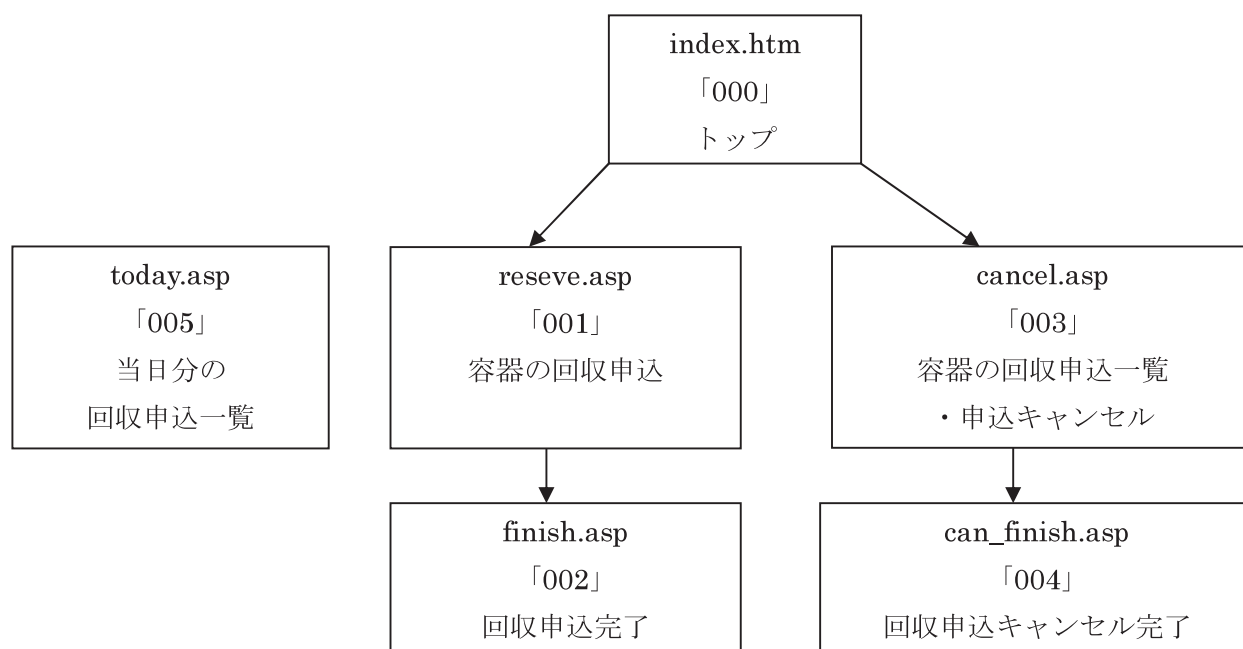 index.htm
「000」
トップ
today.asp
「005」
当日分の
回収申込一覧
reseve.asp
「001」
容器の回収申込
cancel.asp
「003」
容器の回収申込一覧
・申込キャンセル
finish.asp
「002」
回収申込完了
can_finish.asp
「004」
回収申込キャンセル完了